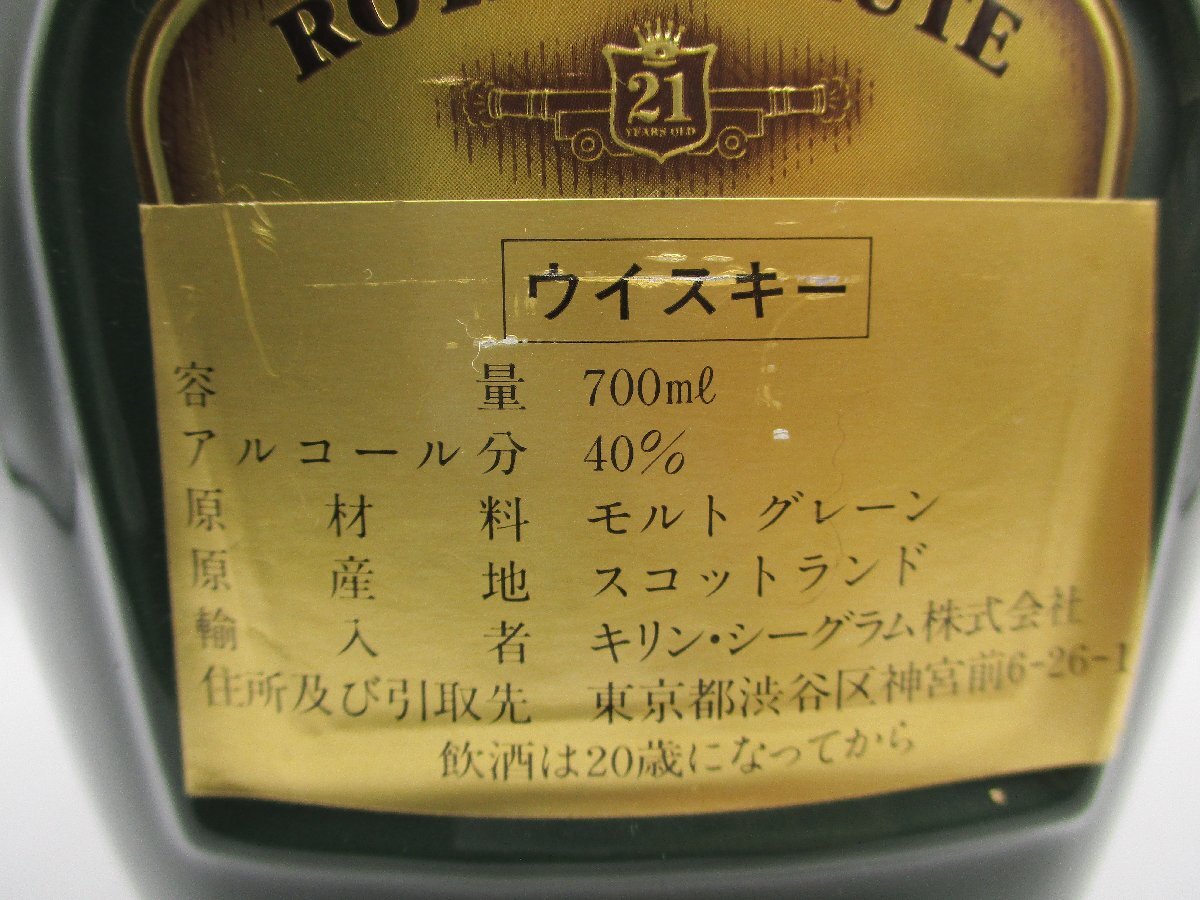 21
YEARS OLD
ウイスキー
容量 700mℓ
アルコール分 40%
原材料 モルト グレーン
原産地 スコットランド
輸入者 キリン・シーグラム株式会社
住所及び引取先 東京都渋谷区神宮前6-26-1
飲酒は20歳になってから